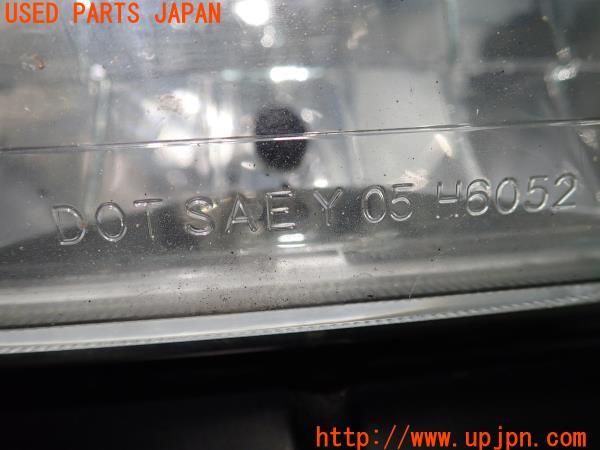 USED PARTS JAPAN
DOT SAE Y 05 H6052
http://www.upjpn.com